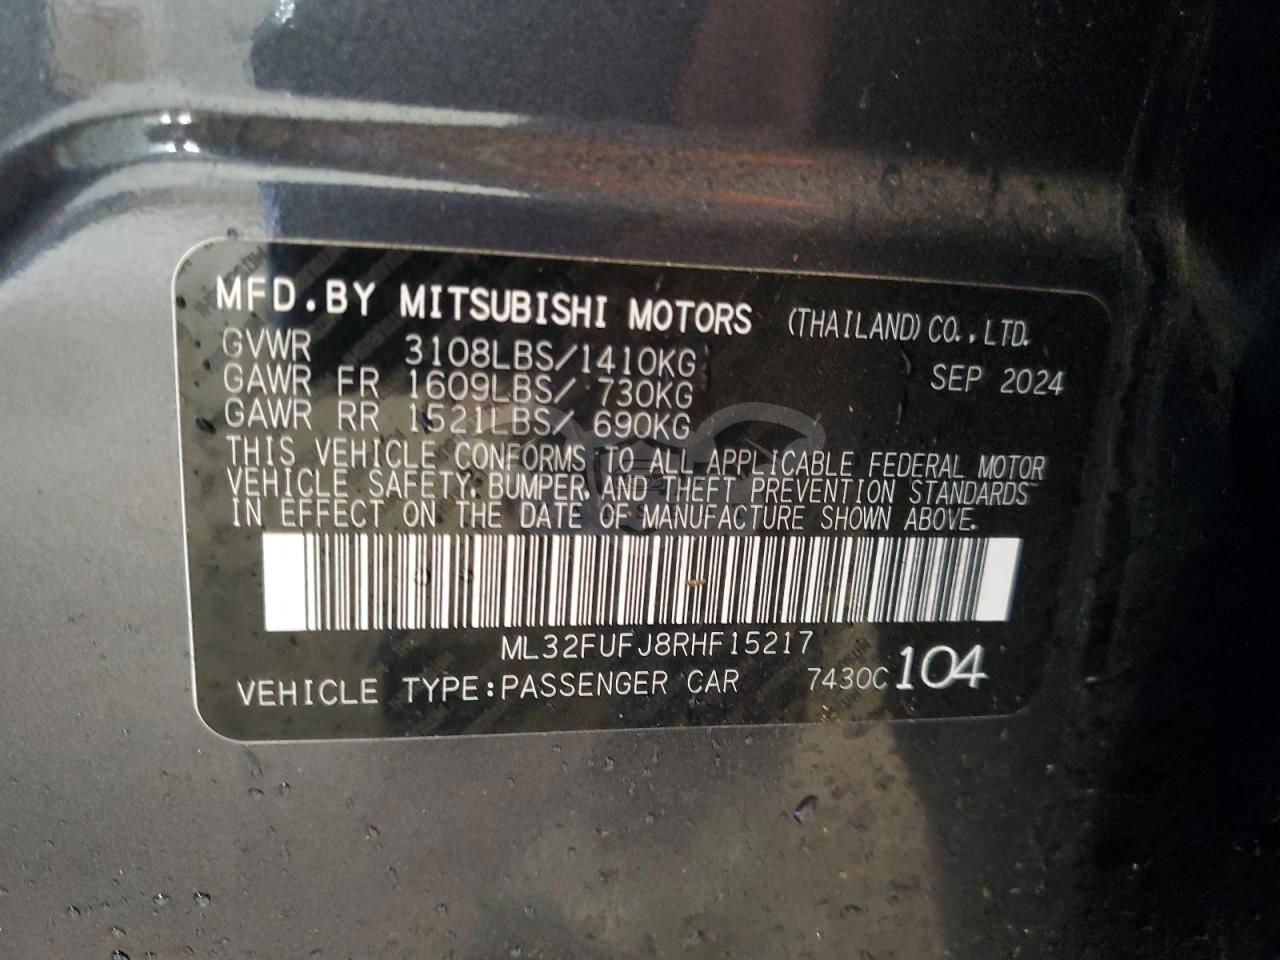 MFD.BY MITSUBISHI MOTORS (THAILAND) CO.,LTD.
GVWR 3108LBS/1410KG SEP 2024
GAWR FR 1609LBS/ 730KG
GAWR RR 1521LBS/ 690KG
THIS VEHICLE CONFORMS TO ALL APPLICABLE FEDERAL MOTOR
VEHICLE SAFETY, BUMPER, AND THEFT PREVENTION STANDARDS
IN EFFECT ON THE DATE OF MANUFACTURE SHOWN ABOVE.
ML32FUFJ8RHF15217
VEHICLE TYPE:PASSENGER CAR 7430C 104